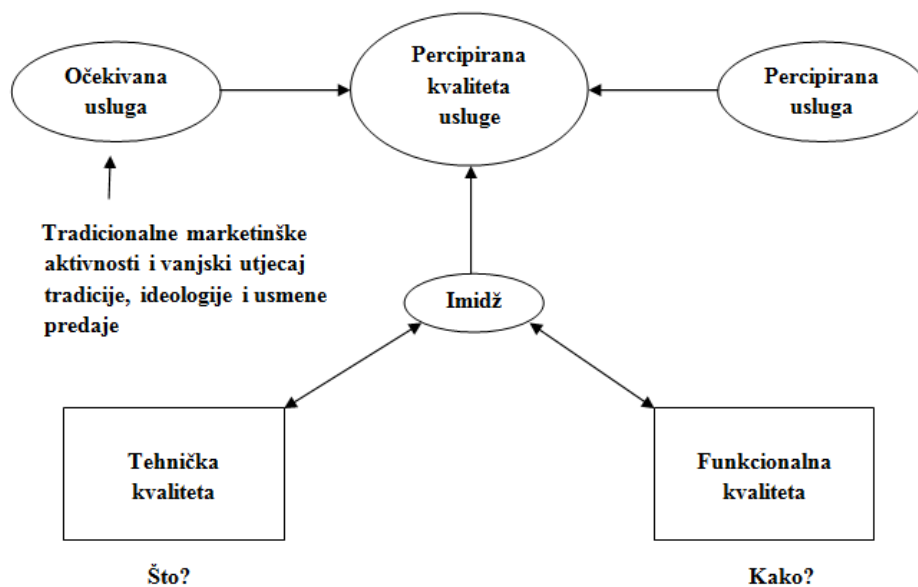 Očekivana
usluga
Percipirana
kvaliteta
usluge
Percipirana
usluga
Tradicionalne marketinške
aktivnosti i vanjski utjecaj
tradicije, ideologije i usmene
predaje
Imidž
Tehnička
kvaliteta
Funkcionalna
kvaliteta
Što?
Kako?